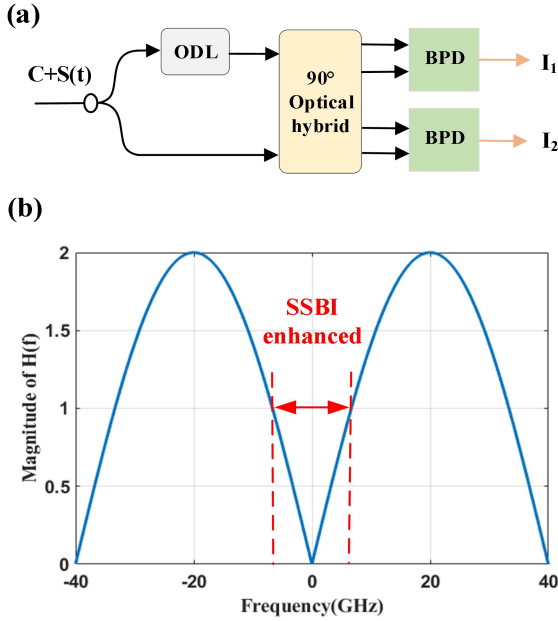 (a)
C+S(t)
ODL
90°
Optical
hybrid
BPD
I₁
BPD
I₂
(b)
SSBI
enhanced
Magnitude of H(f)
2
1.5
1
0.5
0
-40
-20
0
20
40
Frequency(GHz)